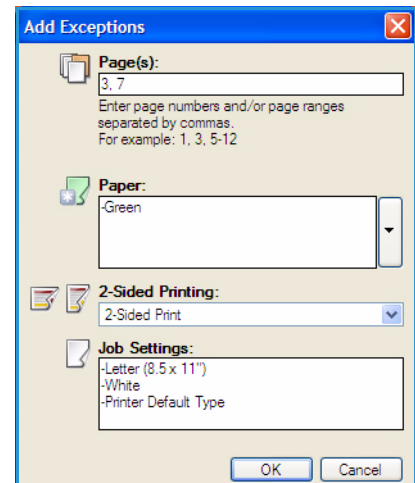 Add Exceptions
Page(s):
3, 7
Enter page numbers and/or page ranges
separated by commas.
For example: 1, 3, 5-12
Paper:
-Green
2-Sided Printing:
2-Sided Print
Job Settings:
-Letter (8.5 x 11")
-White
-Printer Default Type
OK Cancel